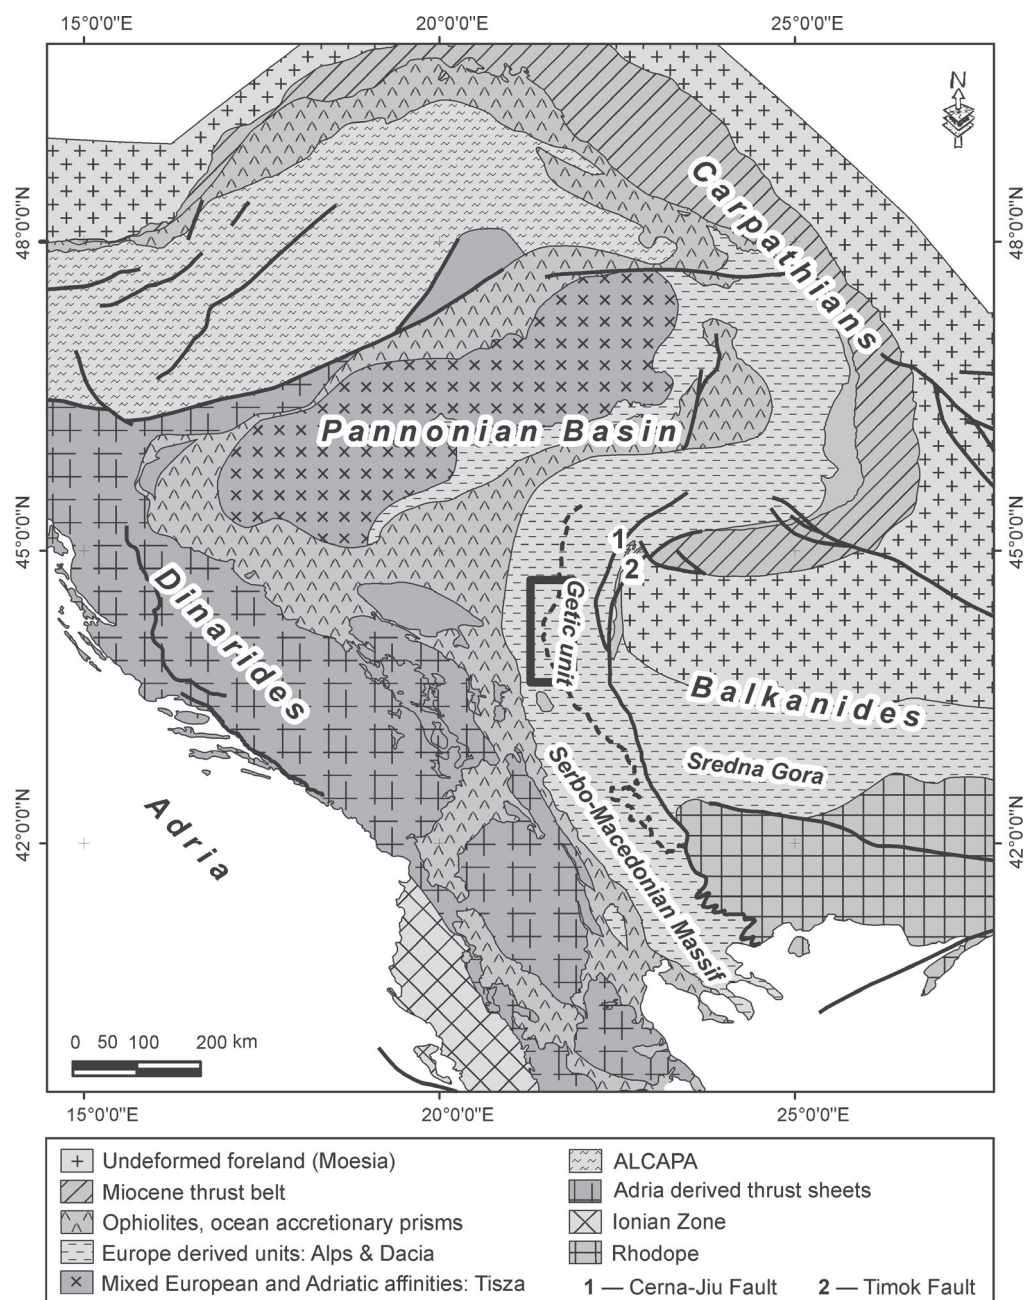 15°0'0"E 20°0'0"E 25°0'0"E
N
48°0'0"N 48°0'0"N
Carpathians
Pannonian Basin
45°0'0"N 45°0'0"N
1
2
Dinarides
Getic unit
Balkanides
Sredna Gora
Serbo-Macedonian Massif
Adria
42°0'0"N 42°0'0"N
0 50 100 200 km
15°0'0"E 20°0'0"E 25°0'0"E
Undeformed foreland (Moesia)
Miocene thrust belt
Ophiolites, ocean accretionary prisms
Europe derived units: Alps & Dacia
Mixed European and Adriatic affinities: Tisza
ALCAPA
Adria derived thrust sheets
Ionian Zone
Rhodope
1 — Cerna-Jiu Fault 2 — Timok Fault